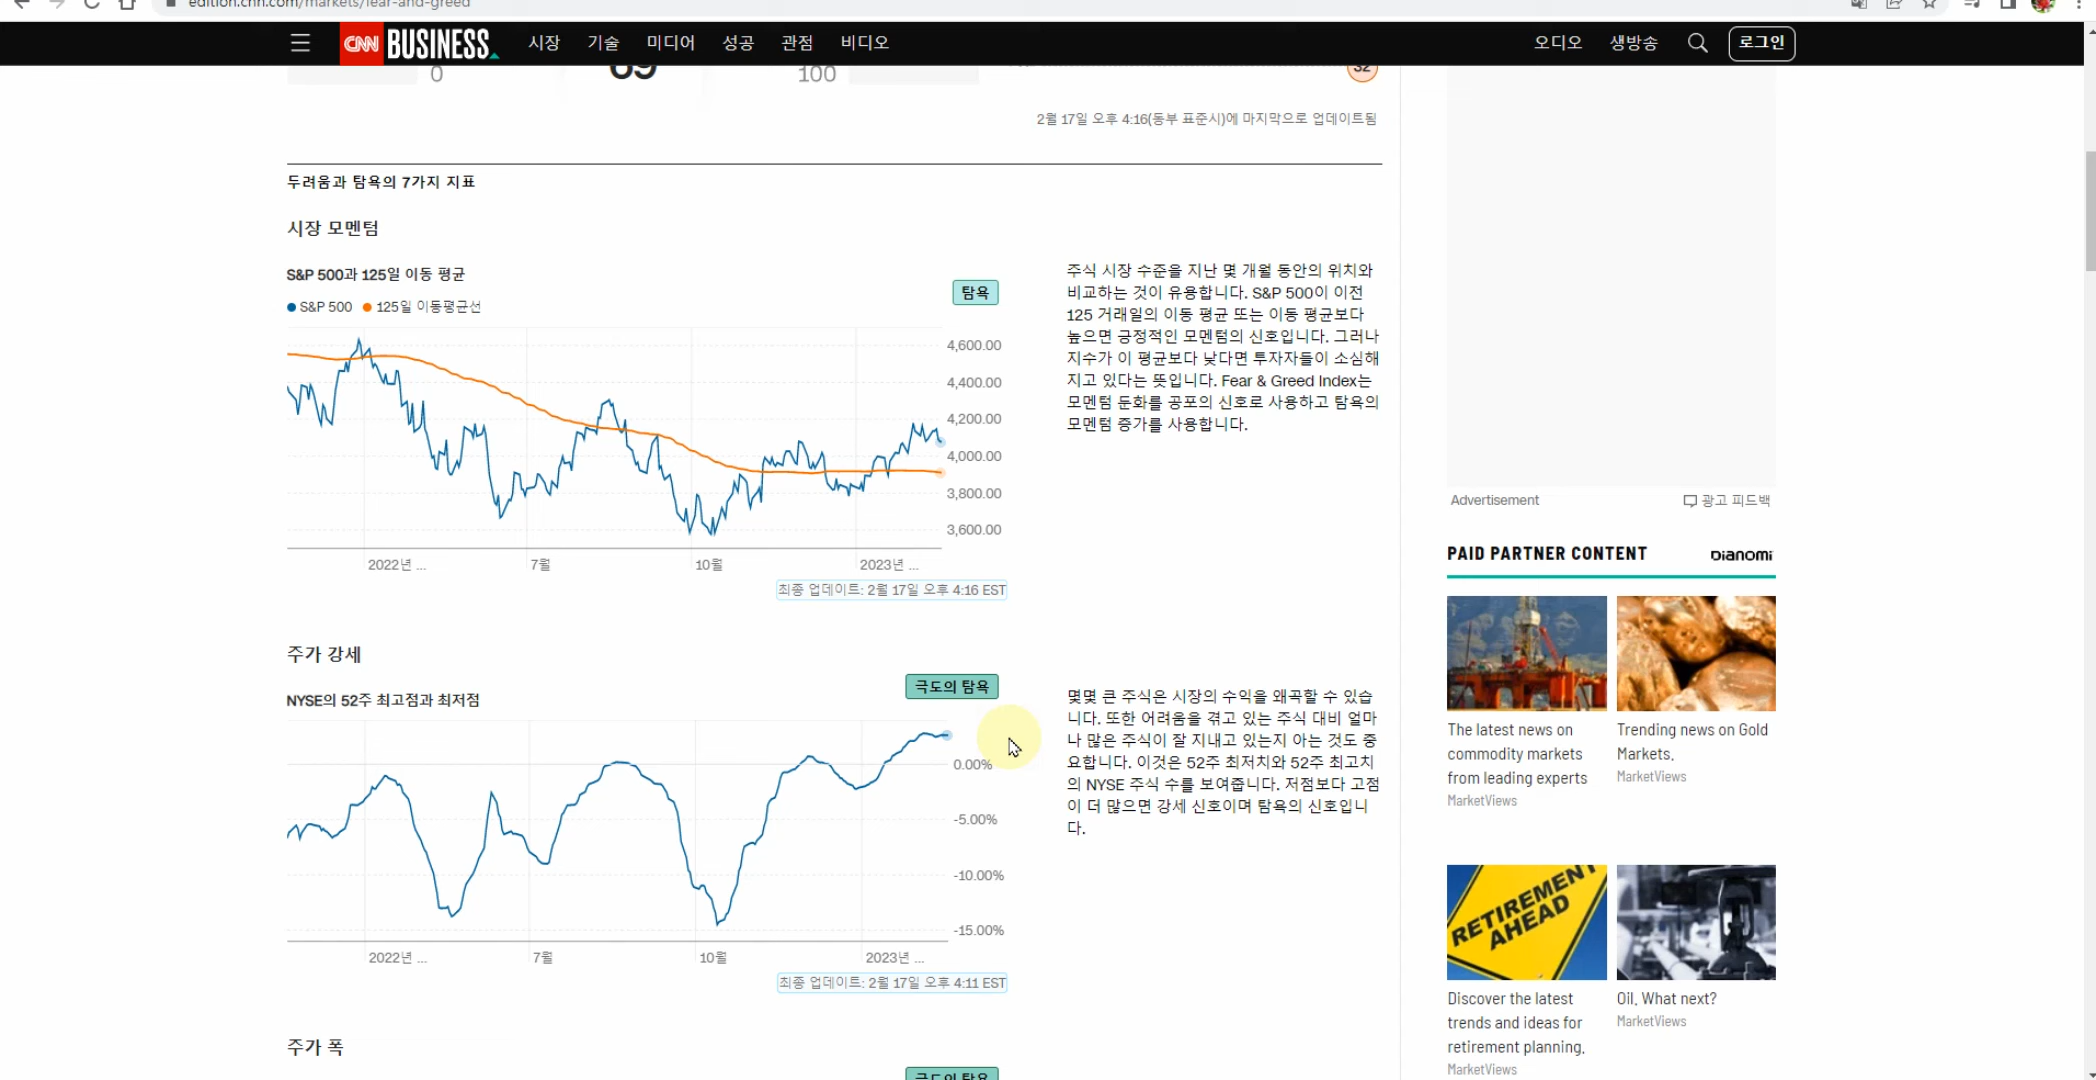 edition.cnn.com/markets/fear-and-greed
CNN BUSINESS 시장 기술 미디어 성공 관점 비디오 오디오 생방송 로그인
0 69 100 32
2월 17일 오후 4:16(동부 표준시)에 마지막으로 업데이트됨
두려움과 탐욕의 7가지 지표
시장 모멘텀
S&P 500과 125일 이동 평균
탐욕
S&P 500 125일 이동평균선
4,600.00
4,400.00
4,200.00
4,000.00
3,800.00
3,600.00
2022년 ... 7월 10월 2023년 ...
최종 업데이트: 2월 17일 오후 4:16 EST
주식 시장 수준을 지난 몇 개월 동안의 위치와
비교하는 것이 유용합니다. S&P 500이 이전
125 거래일의 이동 평균 또는 이동 평균보다
높으면 긍정적인 모멘텀의 신호입니다. 그러나
지수가 이 평균보다 낮다면 투자자들이 소심해
지고 있다는 뜻입니다. Fear & Greed Index는
모멘텀 둔화를 공포의 신호로 사용하고 탐욕의
모멘텀 증가를 사용합니다.
주가 강세
극도의 탐욕
NYSE의 52주 최고점과 최저점
0.00%
-5.00%
-10.00%
-15.00%
2022년 ... 7월 10월 2023년 ...
최종 업데이트: 2월 17일 오후 4:11 EST
몇몇 큰 주식은 시장의 수익을 왜곡할 수 있습
니다. 또한 어려움을 겪고 있는 주식 대비 얼마
나 많은 주식이 잘 지내고 있는지 아는 것도 중
요합니다. 이것은 52주 최저치와 52주 최고치
의 NYSE 주식 수를 보여줍니다. 저점보다 고점
이 더 많으면 강세 신호이며 탐욕의 신호입니
다.
주가 폭
극도의 탐욕
Advertisement 광고 피드백
PAID PARTNER CONTENT Dianomi
The latest news on
commodity markets
from leading experts
MarketViews
Trending news on Gold
Markets.
MarketViews
RETIREMENT
AHEAD
Discover the latest
trends and ideas for
retirement planning.
MarketViews
Oil. What next?
MarketViews